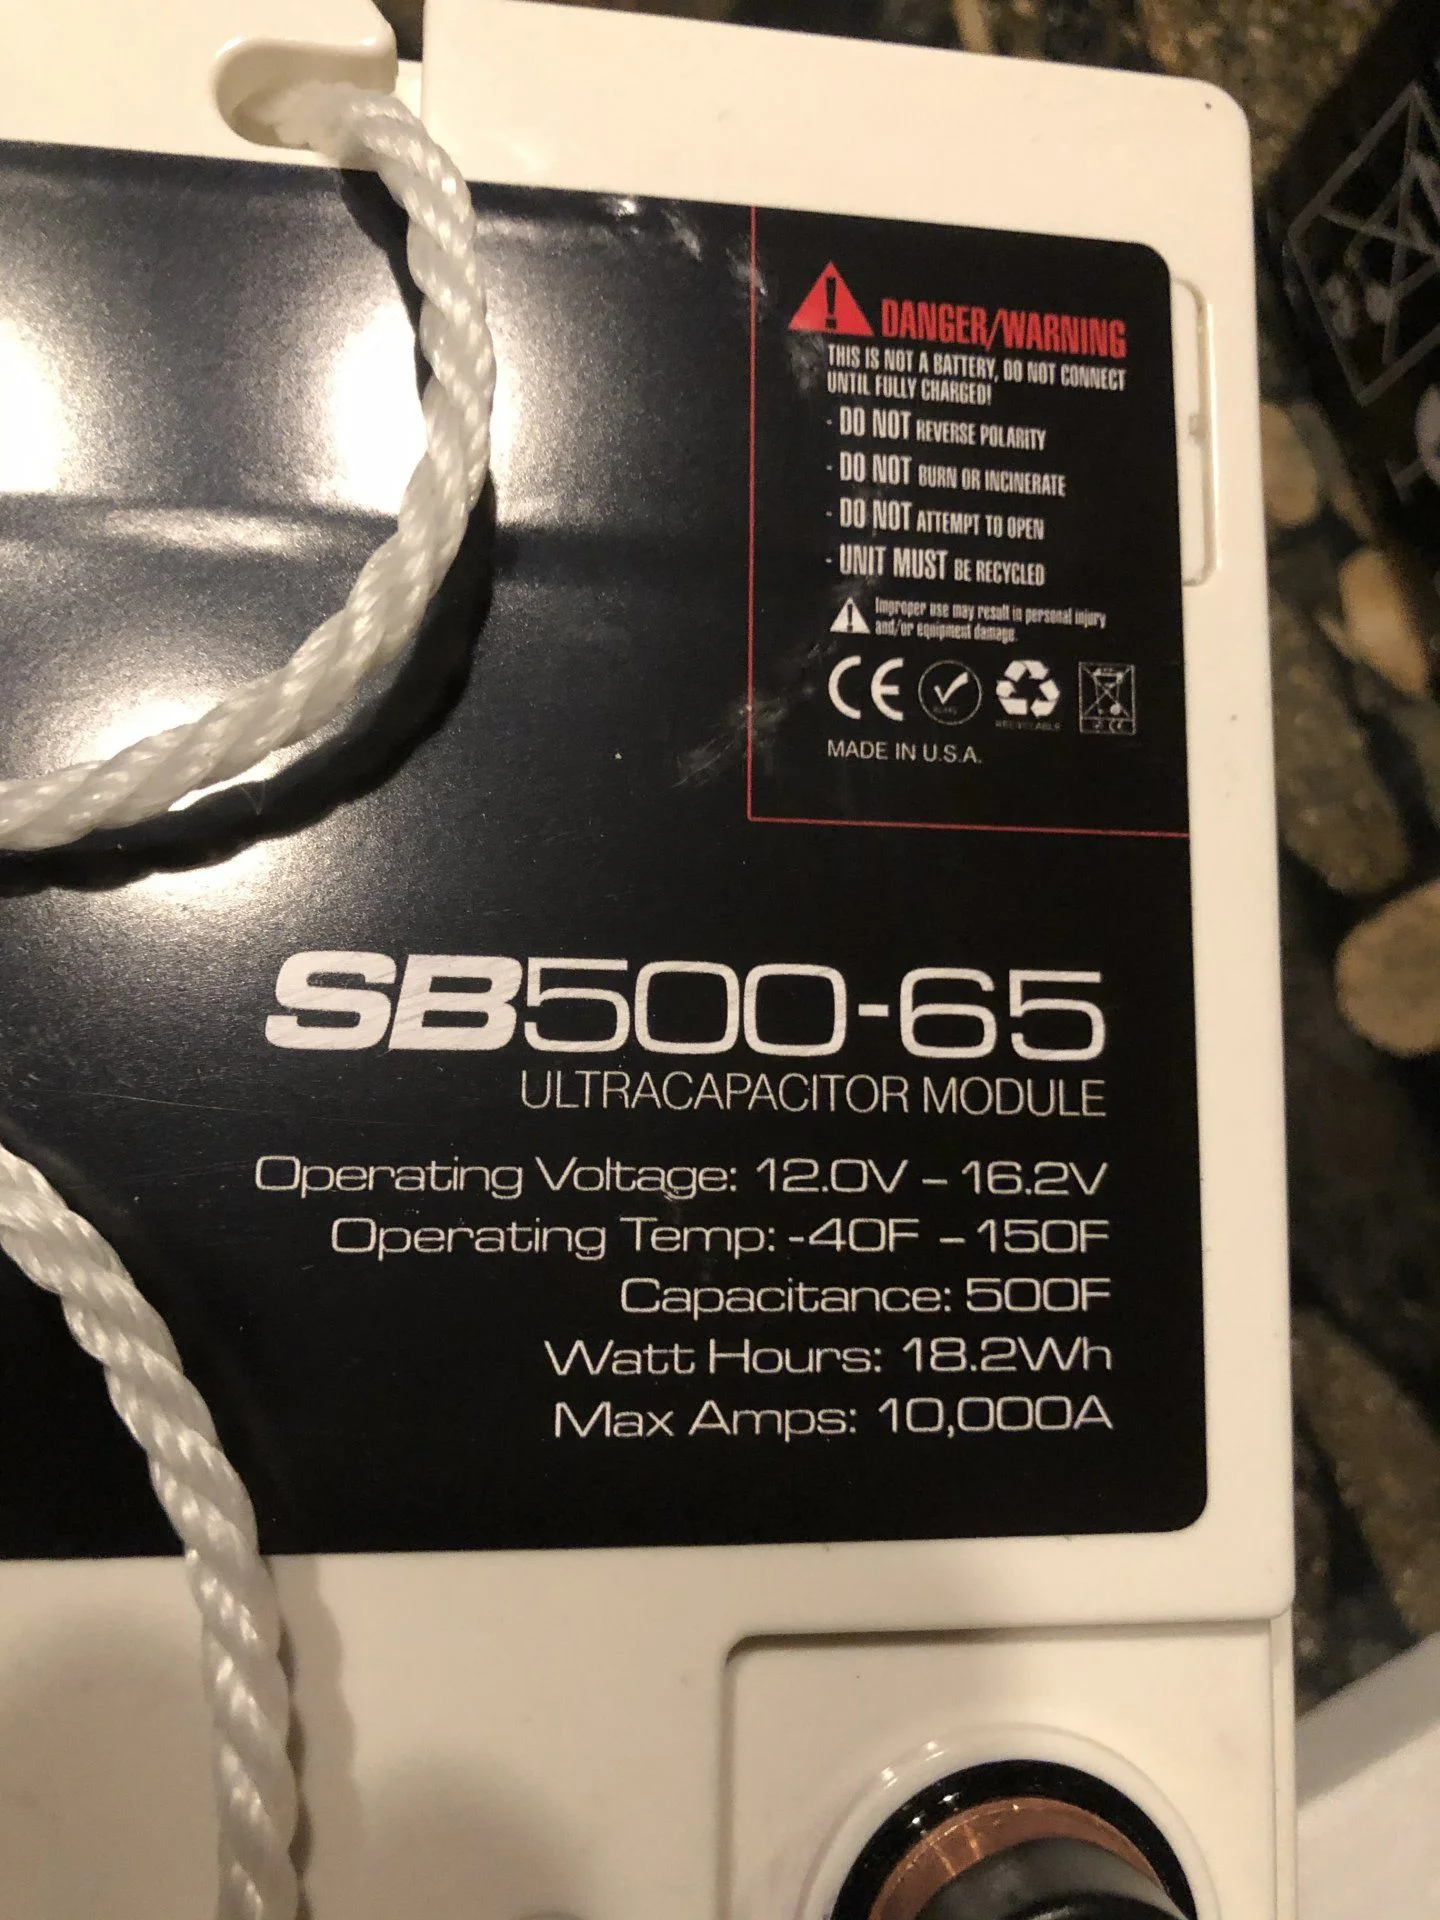 DANGER/WARNING
THIS IS NOT A BATTERY, DO NOT CONNECT
UNTIL FULLY CHARGED!
- DO NOT REVERSE POLARITY
- DO NOT BURN OR INCINERATE
- DO NOT ATTEMPT TO OPEN
- UNIT MUST BE RECYCLED
Improper use may result in personal injury
and/or equipment damage.
CE
RECYCLABLE
MADE IN U.S.A.
SB500-65
ULTRACAPACITOR MODULE
Operating Voltage: 12.0V – 16.2V
Operating Temp: -40F – 150F
Capacitance: 500F
Watt Hours: 18.2Wh
Max Amps: 10,000A